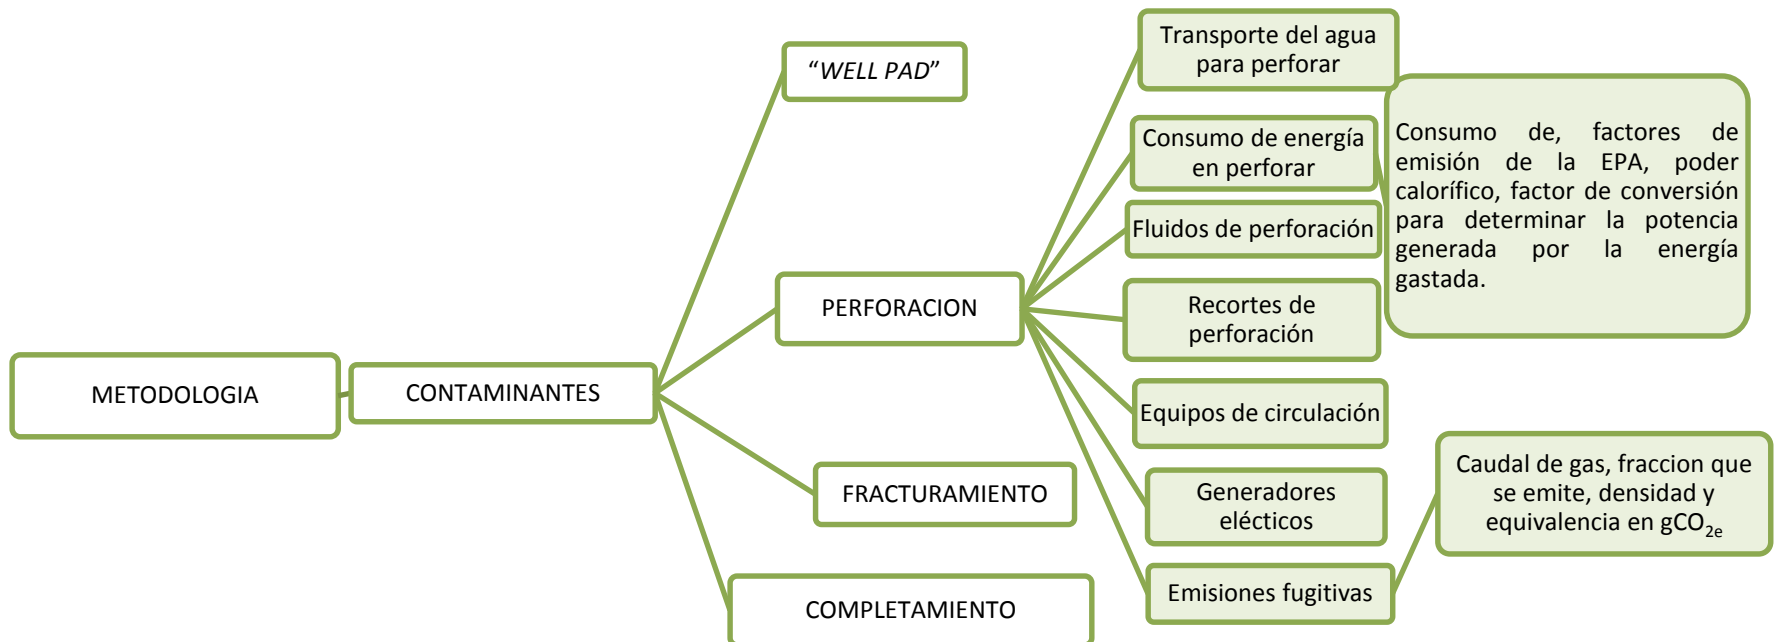 METODOLOGIA
CONTAMINANTES
“WELL PAD”
PERFORACION
FRACTURAMIENTO
COMPLETAMIENTO
Transporte del agua
para perforar
Consumo de energía
en perforar
Fluidos de perforación
Recortes de
perforación
Equipos de circulación
Generadores
elécticos
Emisiones fugitivas
Consumo de, factores de
emisión de la EPA, poder
calorífico, factor de conversión
para determinar la potencia
generada por la energía
gastada.
Caudal de gas, fraccion que
se emite, densidad y
equivalencia en gCO2e